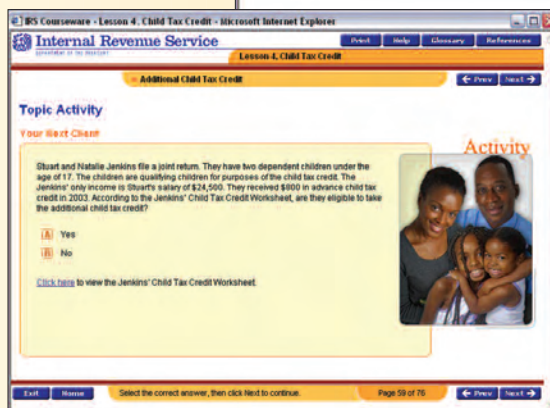 IRS Courseware - Lesson 4, Child Tax Credit - Microsoft Internet Explorer
Internal Revenue Service
Print Help Glossary References
Lesson 4, Child Tax Credit
Additional Child Tax Credit
Prev Next
Topic Activity
Your Next Client
Activity
Stuart and Natalie Jenkins file a joint return. They have two dependent children under the
age of 17. The children are qualifying children for purposes of the child tax credit. The
Jenkins' only income is Stuart's salary of $24,500. They received $800 in advance child tax
credit in 2003. According to the Jenkins' Child Tax Credit Worksheet, are they eligible to take
the additional child tax credit?
A Yes
B No
Click here to view the Jenkins' Child Tax Credit Worksheet.
Exit Home Select the correct answer, then click Next to continue. Page 59 of 76 Prev Next